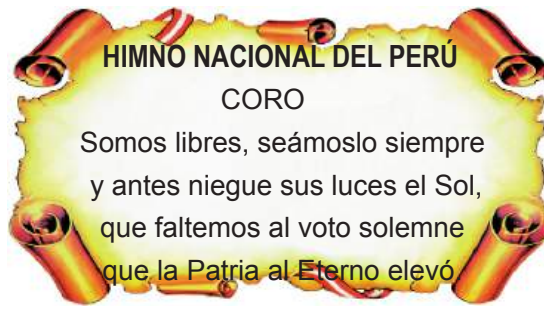 HIMNO NACIONAL DEL PERÚ
CORO
Somos libres, seámoslo siempre
y antes niegue sus luces el Sol,
que faltemos al voto solemne
que la Patria al Eterno elevó